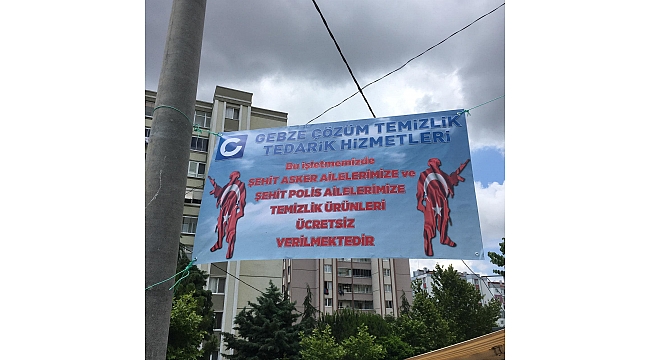 GEBZE ÇÖZÜM TEMİZLİK
TEDARİK HİZMETLERİ
Bu işletmemizde
ŞEHİT ASKER AİLELERİMİZE ve
ŞEHİT POLİS AİLELERİMİZE
TEMİZLİK ÜRÜNLERİ
ÜCRETSİZ
VERİLMEKTEDİR